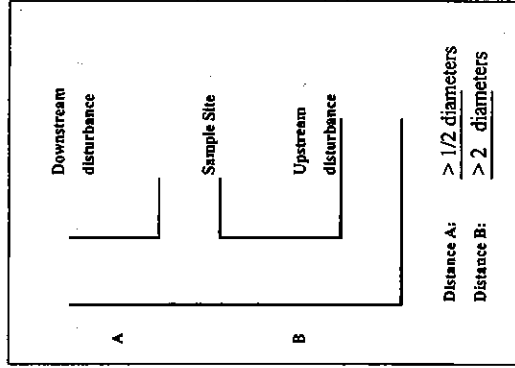 Downstream
disturbance
A
Sample Site
Upstream
disturbance
B
Distance A: > 1/2 diameters
Distance B: > 2 diameters